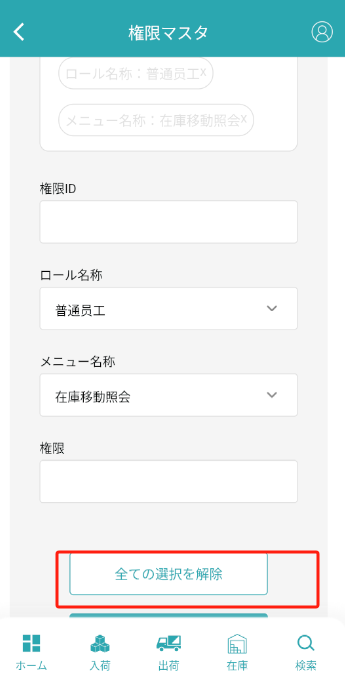 権限マスタ
ロール名称：普通员工x
メニュー名称：在庫移動照会x
権限ID
ロール名称
普通员工
メニュー名称
在庫移動照会
権限
全ての選択を解除
ホーム
入荷
出荷
在庫
検索